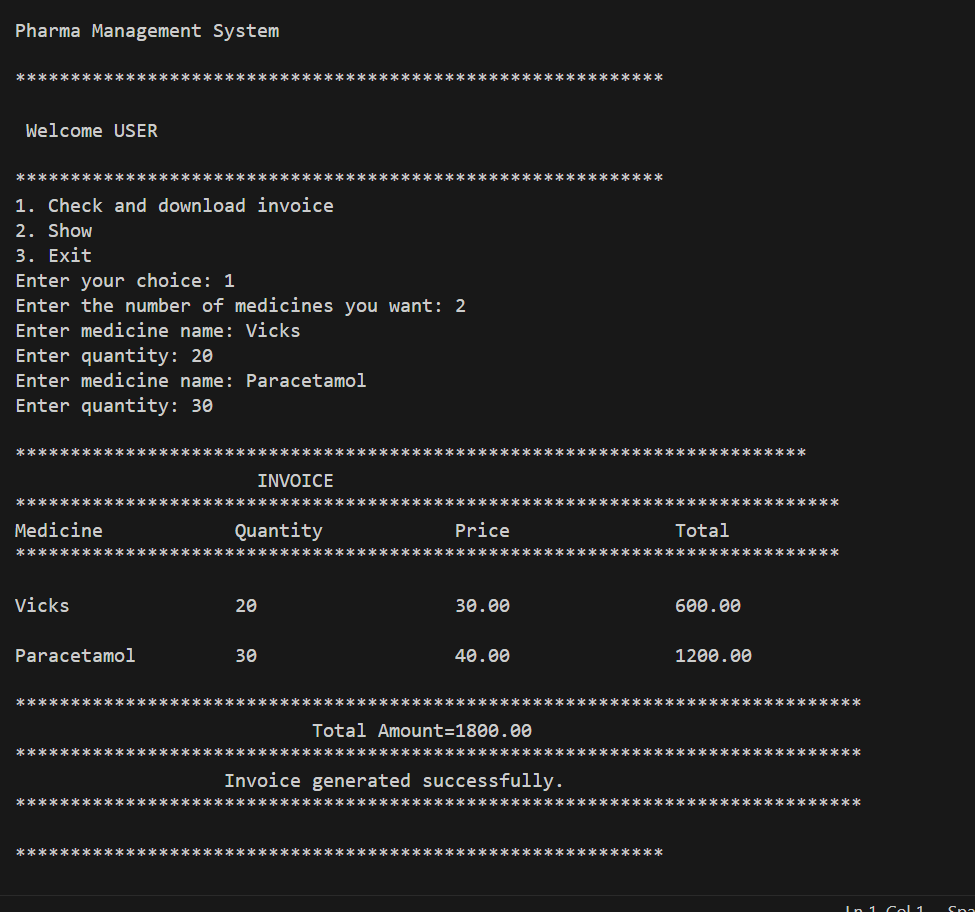 Pharma Management System
***********************************************************
Welcome USER
***********************************************************
1. Check and download invoice
2. Show
3. Exit
Enter your choice: 1
Enter the number of medicines you want: 2
Enter medicine name: Vicks
Enter quantity: 20
Enter medicine name: Paracetamol
Enter quantity: 30
************************************************************************
INVOICE
***************************************************************************
Medicine            Quantity            Price               Total
***************************************************************************
Vicks               20                  30.00               600.00
Paracetamol         30                  40.00               1200.00
*****************************************************************************
Total Amount=1800.00
*****************************************************************************
Invoice generated successfully.
*****************************************************************************
***********************************************************
Ln 1, Col 1